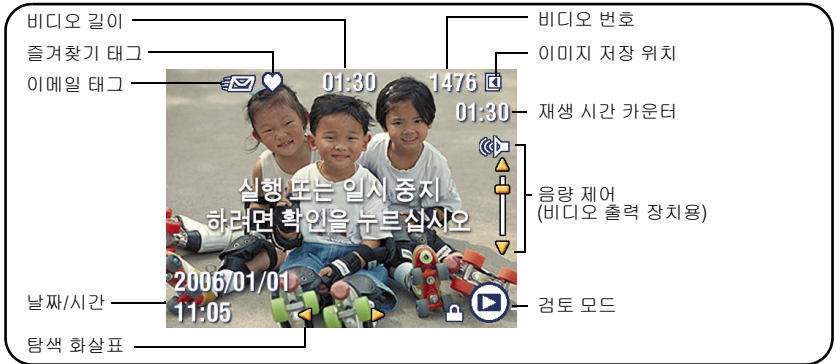 비디오 길이
즐겨찾기 태그
이메일 태그
비디오 번호
이미지 저장 위치
01:30
1476
01:30
재생 시간 카운터
실행 또는 일시 중지
하려면 확인을 누르십시오
음량 제어
(비디오 출력 장치용)
2006/01/01
11:05
날짜/시간
검토 모드
탐색 화살표